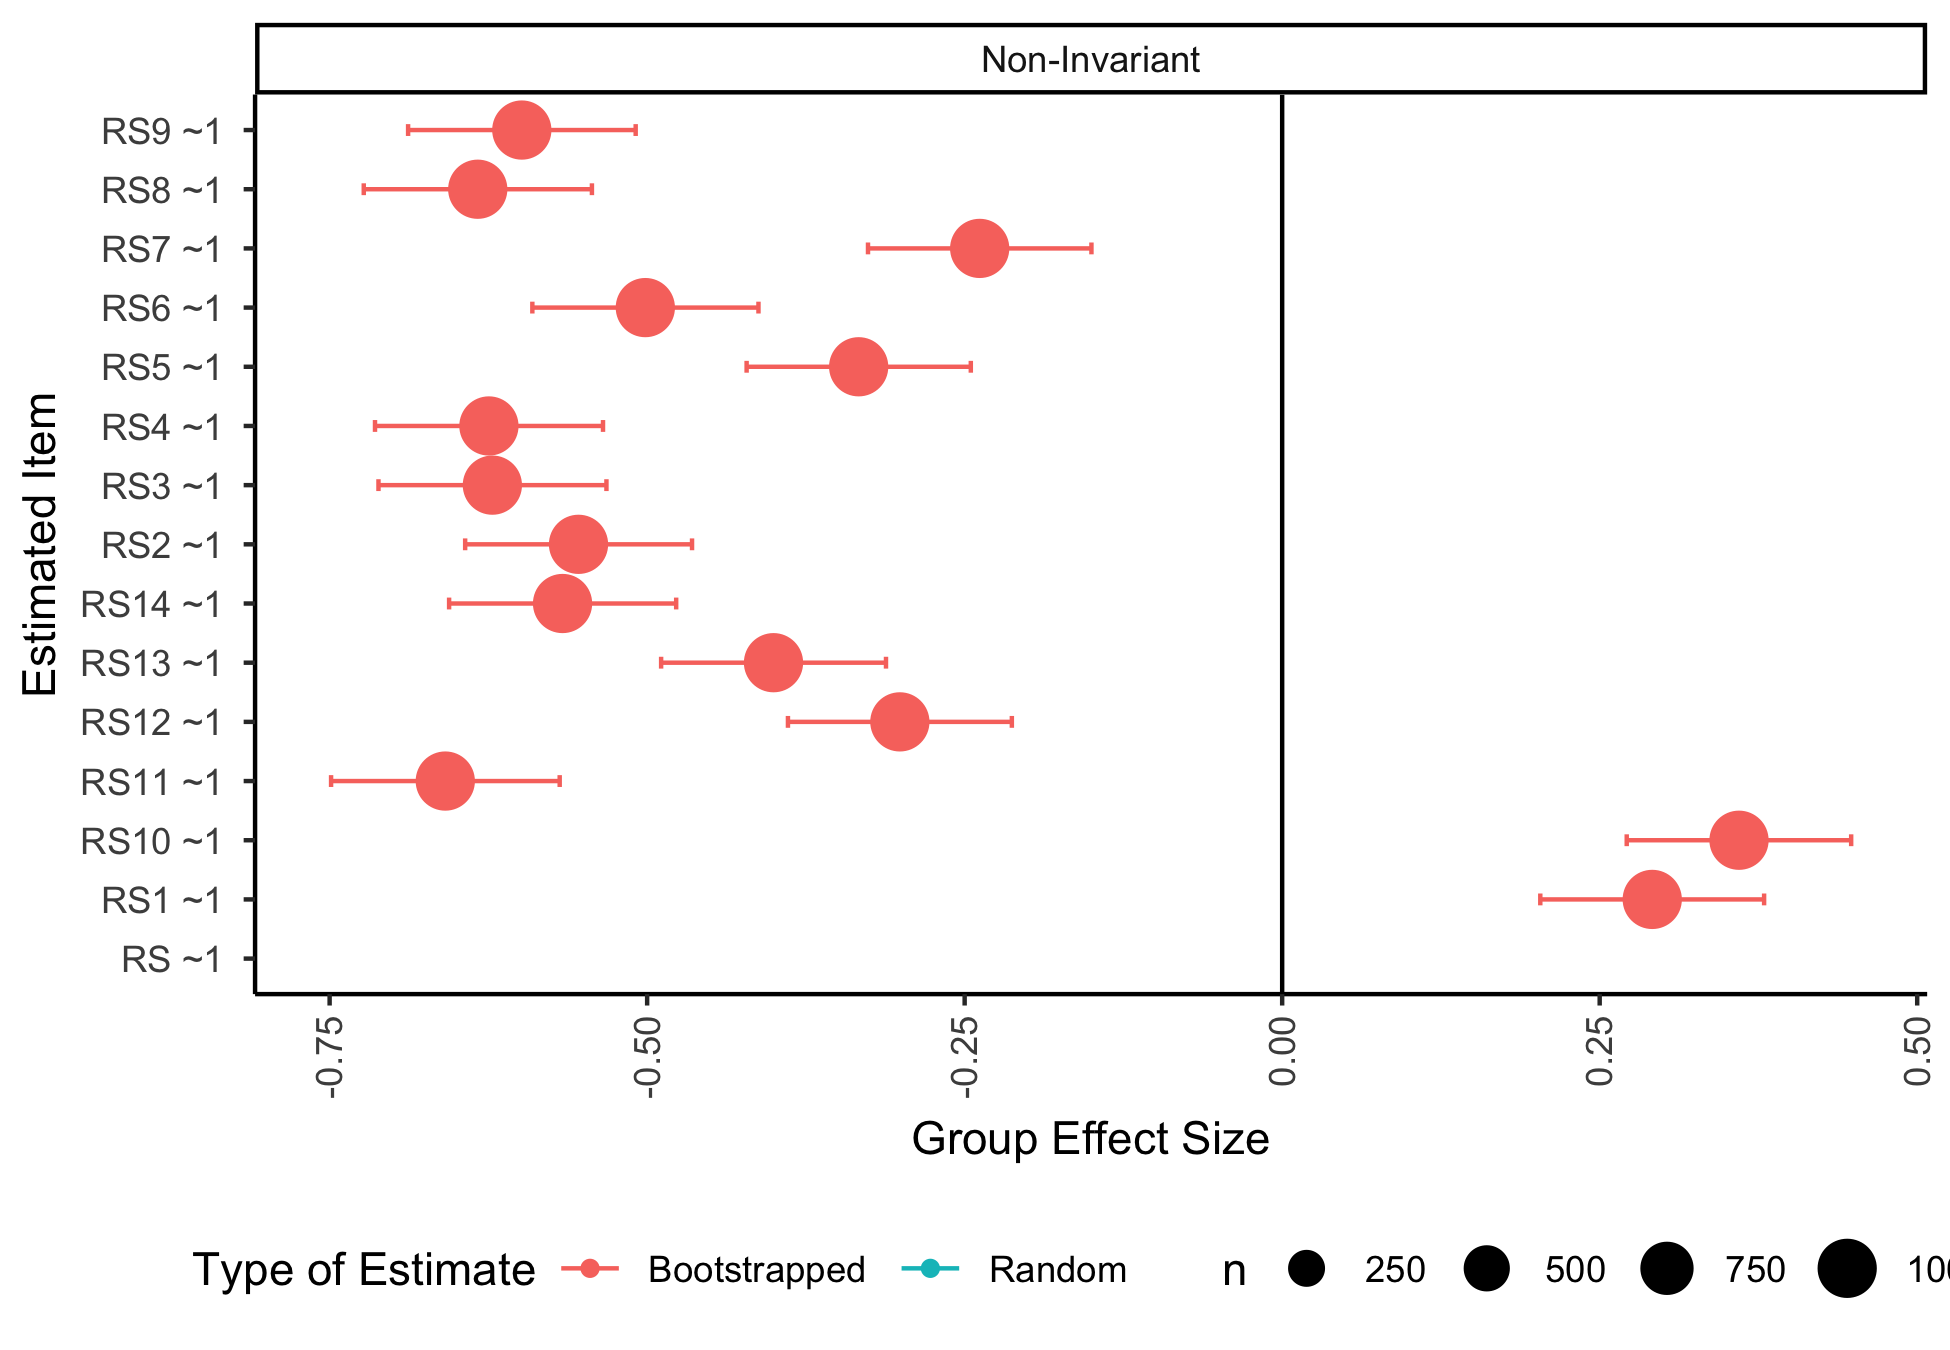 Non-Invariant
RS9 ~1
RS8 ~1
RS7 ~1
RS6 ~1
RS5 ~1
RS4 ~1
RS3 ~1
RS2 ~1
RS14 ~1
RS13 ~1
RS12 ~1
RS11 ~1
RS10 ~1
RS1 ~1
RS ~1
Estimated Item
-0.75 -0.50 -0.25 0.00 0.25 0.50
Group Effect Size
Type of Estimate Bootstrapped Random n 250 500 750